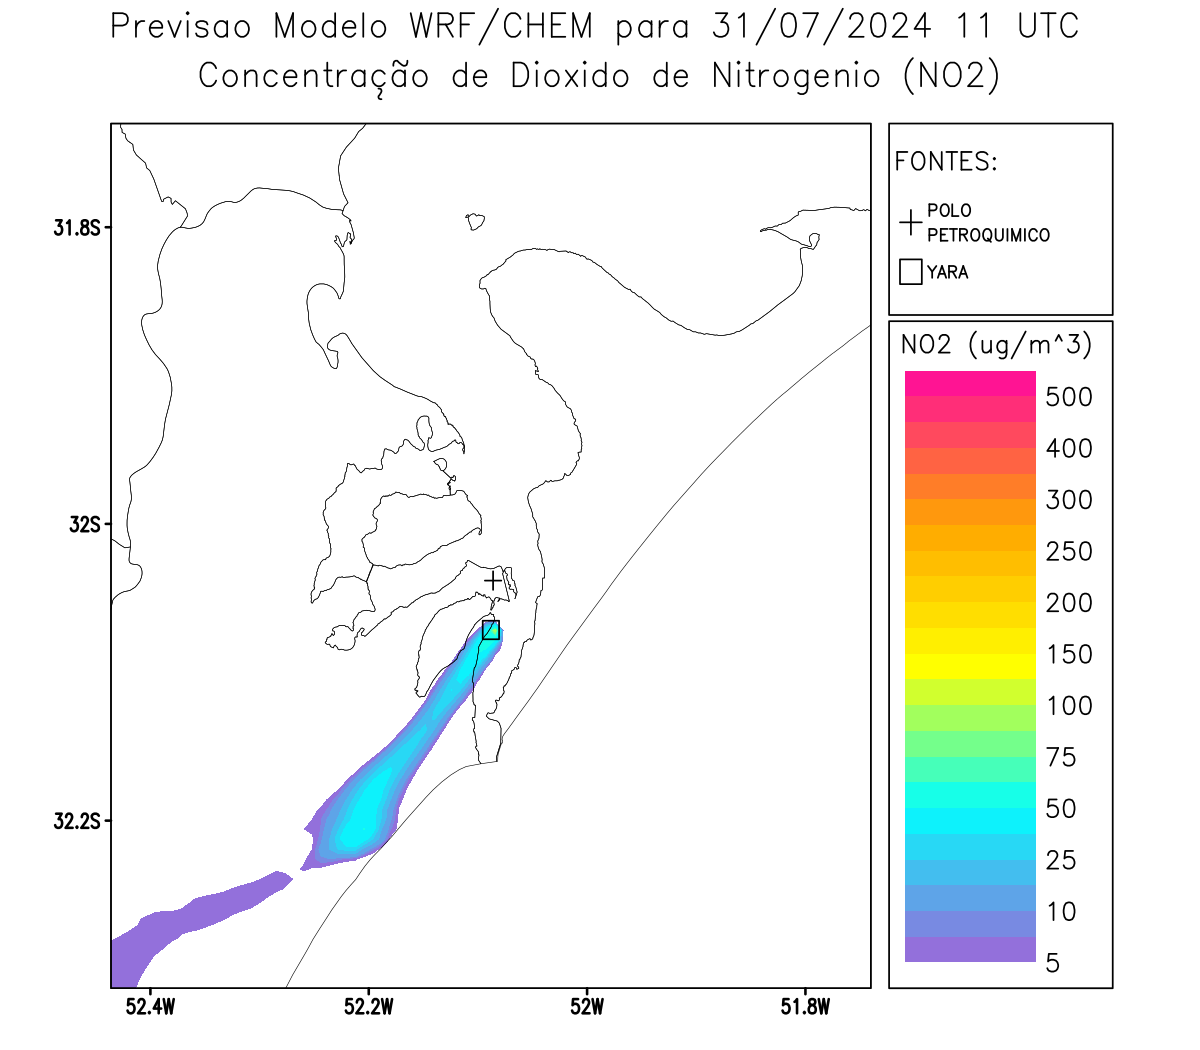 Previsao Modelo WRF/CHEM para 31/07/2024 11 UTC
Concentração de Dioxido de Nitrogenio (NO2)
FONTES:
POLO
PETROQUIMICO
YARA
NO2 (ug/m^3)
500
400
300
250
200
150
100
75
50
25
10
5
31.8S
32S
32.2S
52.4W
52.2W
52W
51.8W